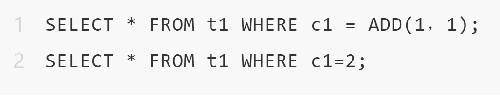 1 SELECT * FROM t1 WHERE c1 = ADD(1, 1);
2 SELECT * FROM t1 WHERE c1=2;